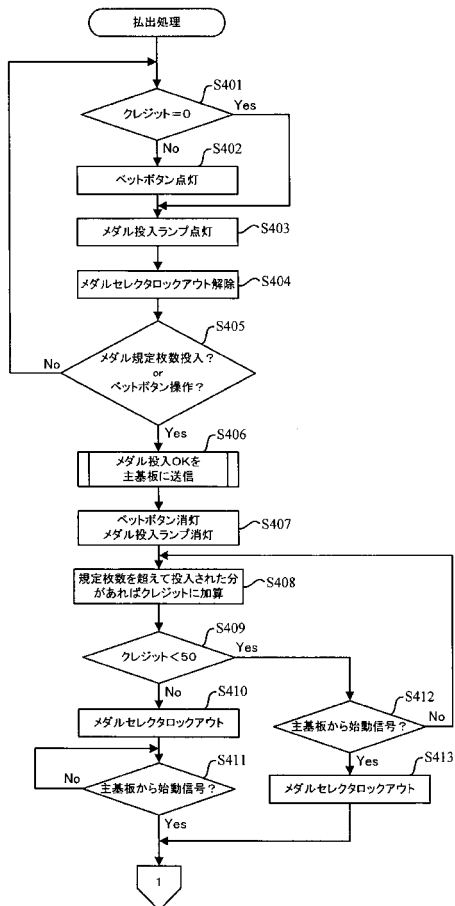 払出処理
S401
クレジット=0
Yes
No
S402
ベットボタン点灯
メダル投入ランプ点灯
S403
メダルセレクタロックアウト解除
S404
S405
メダル規定枚数投入?
or
ベットボタン操作?
No
Yes
S406
メダル投入OKを
主基板に送信
ベットボタン消灯
メダル投入ランプ消灯
S407
規定枚数を超えて投入された分
があればクレジットに加算
S408
S409
クレジット<50
Yes
No
S410
メダルセレクタロックアウト
S412
主基板から始動信号?
No
Yes
S411
主基板から始動信号?
No
Yes
S413
メダルセレクタロックアウト
1